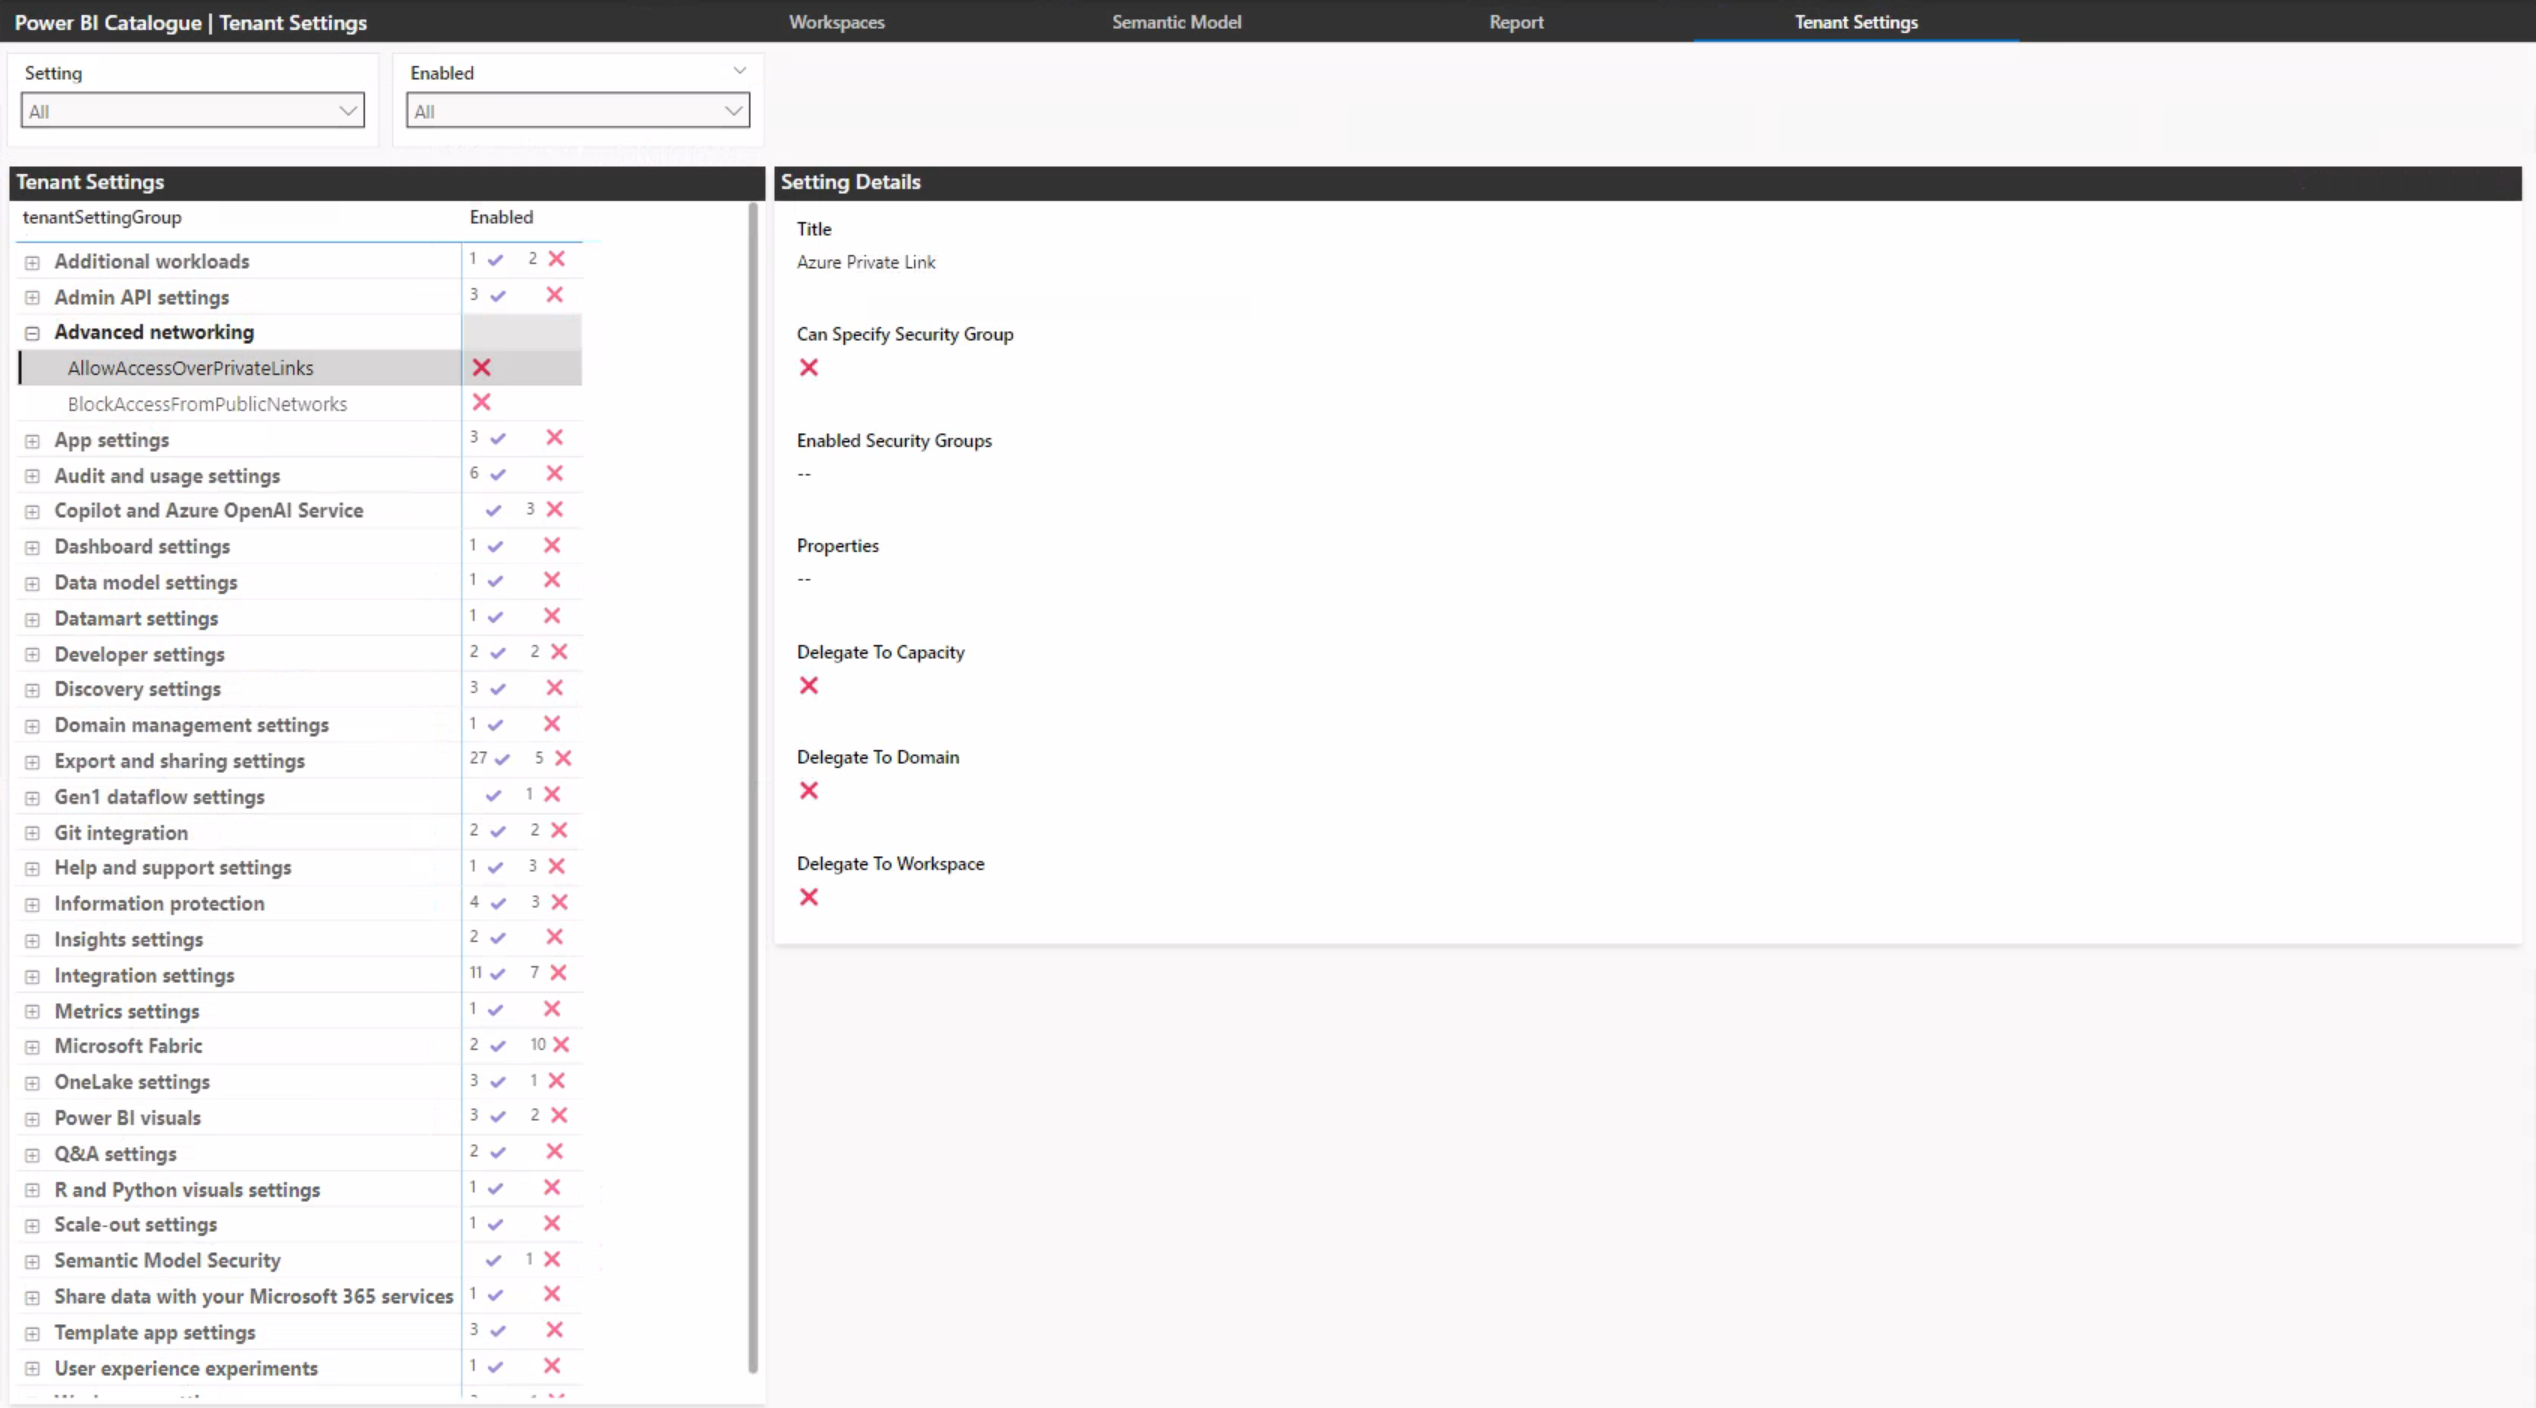 Power BI Catalogue | Tenant Settings
Workspaces
Semantic Model
Report
Tenant Settings
Setting
All
Enabled
All
Tenant Settings
tenantSettingGroup Enabled
Additional workloads 1 2
Admin API settings 3
Advanced networking
AllowAccessOverPrivateLinks
BlockAccessFromPublicNetworks
App settings 3
Audit and usage settings 6
Copilot and Azure OpenAI Service 3
Dashboard settings 1
Data model settings 1
Datamart settings 1
Developer settings 2 2
Discovery settings 3
Domain management settings 1
Export and sharing settings 27 5
Gen1 dataflow settings 1
Git integration 2 2
Help and support settings 1 3
Information protection 4 3
Insights settings 2
Integration settings 11 7
Metrics settings 1
Microsoft Fabric 2 10
OneLake settings 3 1
Power BI visuals 3 2
Q&A settings 2
R and Python visuals settings 1
Scale-out settings 1
Semantic Model Security 1
Share data with your Microsoft 365 services 1
Template app settings 3
User experience experiments 1
Setting Details
Title
Azure Private Link
Can Specify Security Group
Enabled Security Groups
--
Properties
--
Delegate To Capacity
Delegate To Domain
Delegate To Workspace